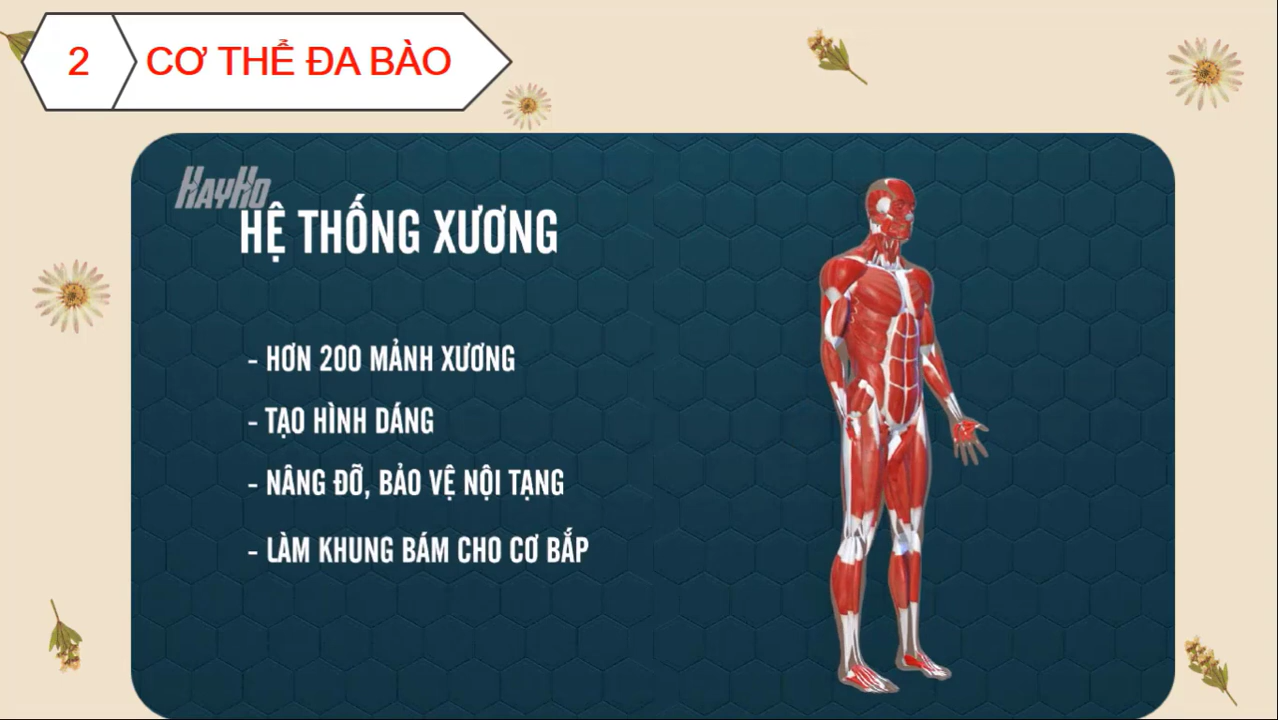 2
CƠ THỂ ĐA BÀO
KAYHO
HỆ THỐNG XƯƠNG
- HƠN 200 MẢNH XƯƠNG
- TẠO HÌNH DÁNG
- NÂNG ĐỠ, BẢO VỆ NỘI TẠNG
- LÀM KHUNG BÁM CHO CƠ BẮP